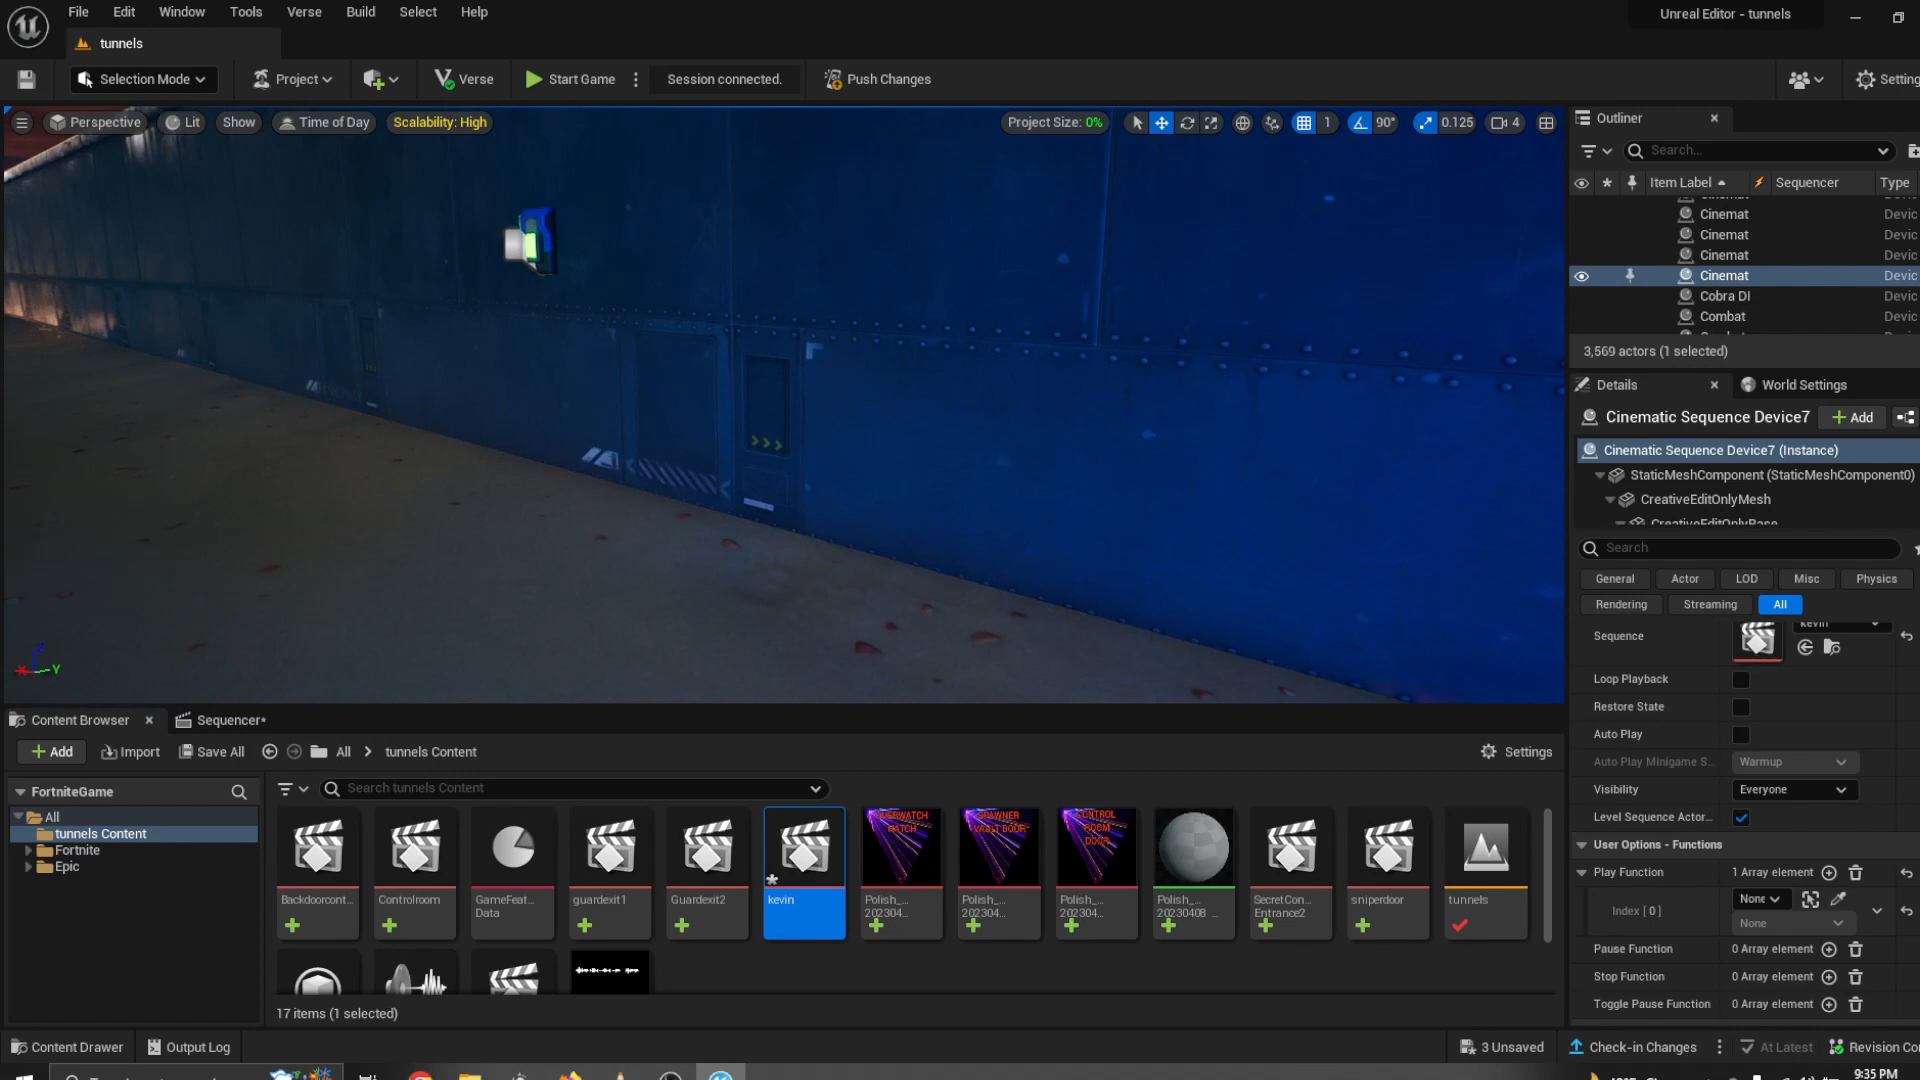 File Edit Window Tools Verse Build Select Help
Unreal Editor - tunnels
tunnels
Selection Mode
Project
Verse
Start Game
Session connected.
Push Changes
Perspective
Lit
Show
Time of Day
Scalability: High
Project Size: 0%
1
90°
0.125
4
Outliner
Search...
Item Label
Sequencer
Type
Cinemat Devic
Cinemat Devic
Cinemat Devic
Cinemat Devic
Cobra DI Devic
Combat Devic
3,569 actors (1 selected)
Details
World Settings
Cinematic Sequence Device7
Add
Cinematic Sequence Device7 (Instance)
StaticMeshComponent (StaticMeshComponent0)
CreativeEditOnlyMesh
Search
General Actor LOD Misc Physics
Rendering Streaming All
Sequence
kevin
Loop Playback
Restore State
Auto Play
Auto Play Minigame S... Warmup
Visibility Everyone
Level Sequence Actor...
User Options - Functions
Play Function 1 Array element
Index [ 0 ]
None
None
Pause Function 0 Array element
Stop Function 0 Array element
Toggle Pause Function 0 Array element
Content Browser
Sequencer*
Add
Import
Save All
All > tunnels Content
Settings
FortniteGame
All
tunnels Content
Fortnite
Epic
Search tunnels Content
CONTROL
ROOM
DOOR
Backdoorcont...
Controlroom
GameFeat...
Data
guardexit1
Guardexit2
kevin
Polish_...
202304...
Polish_...
202304...
Polish_...
202304...
Polish_...
20230408 ...
SecretCon...
Entrance2
sniperdoor
tunnels
17 items (1 selected)
Content Drawer
Output Log
3 Unsaved
Check-in Changes
At Latest
9:35 PM